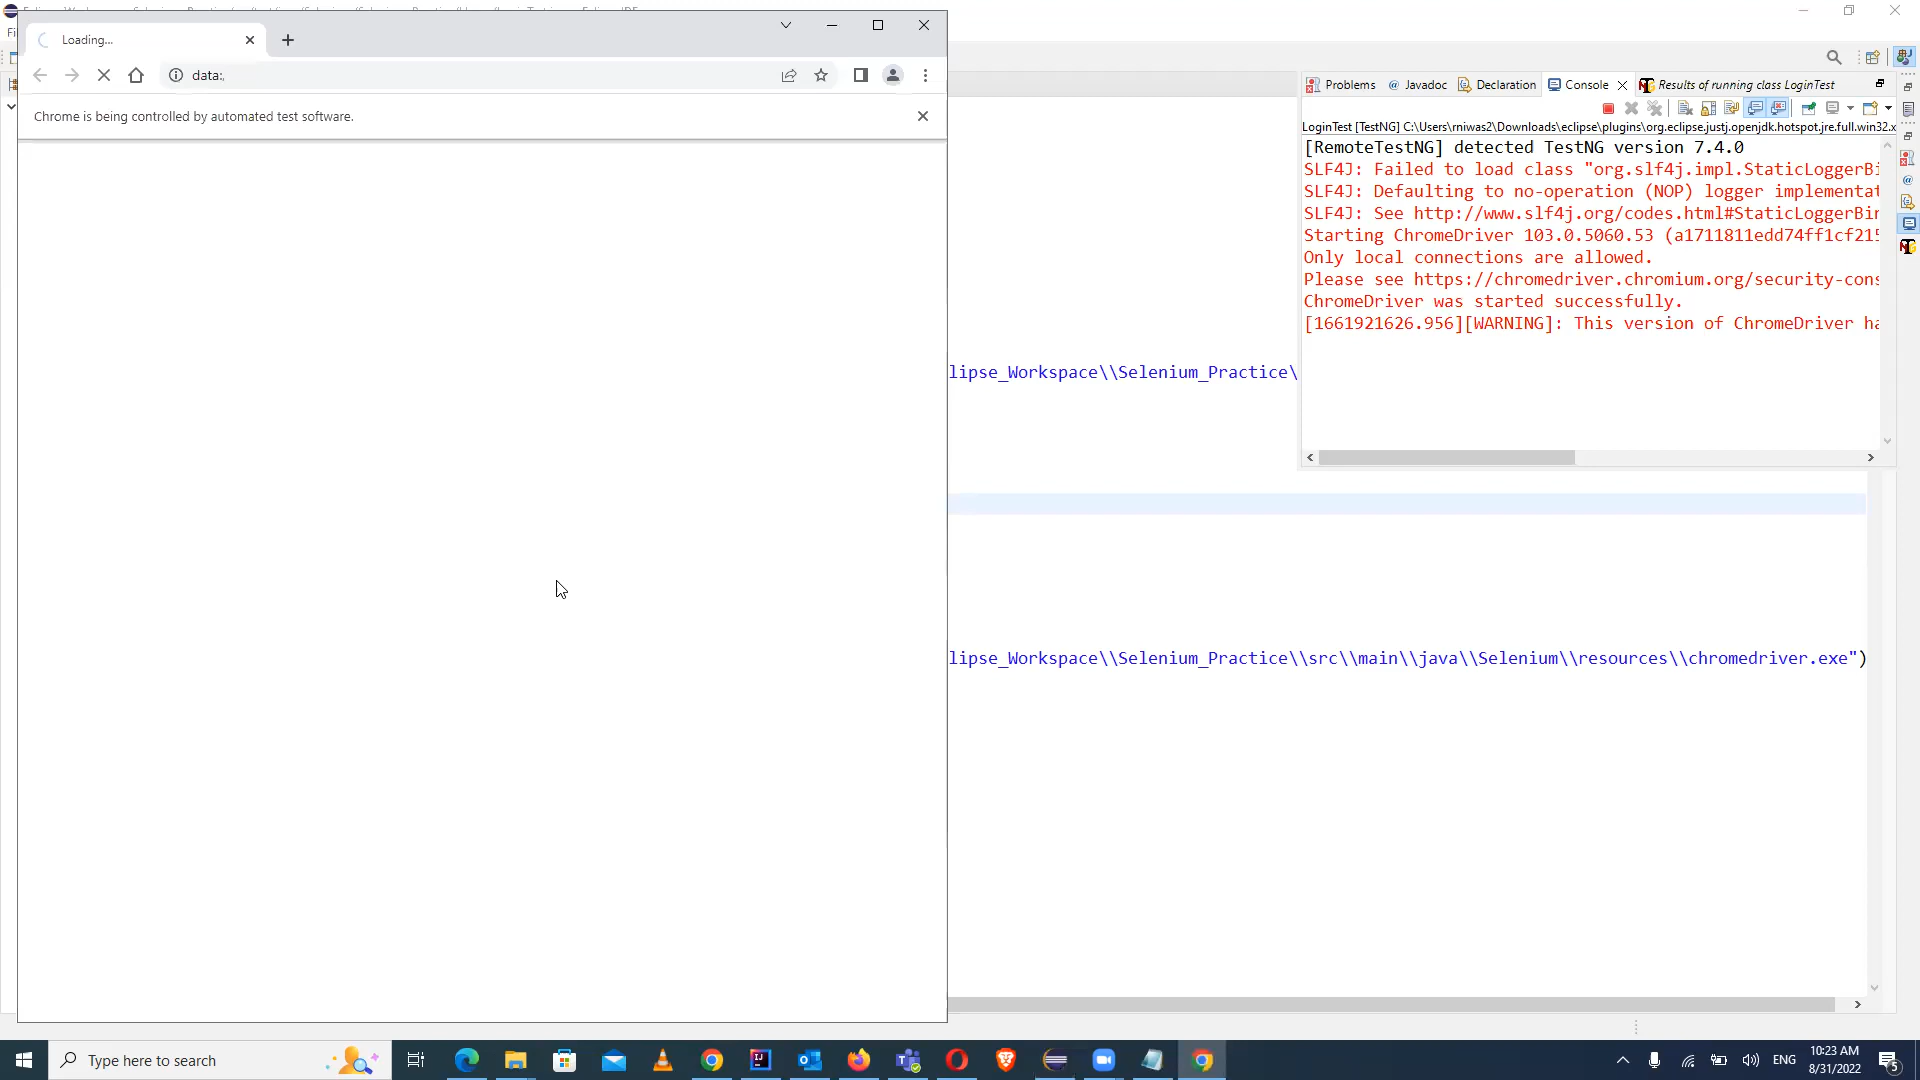 Loading...
data:,
Chrome is being controlled by automated test software.
Problems
Javadoc
Declaration
Console
Results of running class LoginTest
LoginTest [TestNG] C:\Users\rniwas2\Downloads\eclipse\plugins\org.eclipse.justj.openjdk.hotspot.jre.full.win32.x
[RemoteTestNG] detected TestNG version 7.4.0
SLF4J: Failed to load class "org.slf4j.impl.StaticLoggerBi
SLF4J: Defaulting to no-operation (NOP) logger implementat
SLF4J: See http://www.slf4j.org/codes.html#StaticLoggerBin
Starting ChromeDriver 103.0.5060.53 (a1711811edd74ff1cf215
Only local connections are allowed.
Please see https://chromedriver.chromium.org/security-cons
ChromeDriver was started successfully.
[1661921626.956][WARNING]: This version of ChromeDriver ha
lipse_Workspace\\Selenium_Practice\
lipse_Workspace\\Selenium_Practice\\src\\main\\java\\Selenium\\resources\\chromedriver.exe")
Type here to search
ENG
10:23 AM
8/31/2022
5